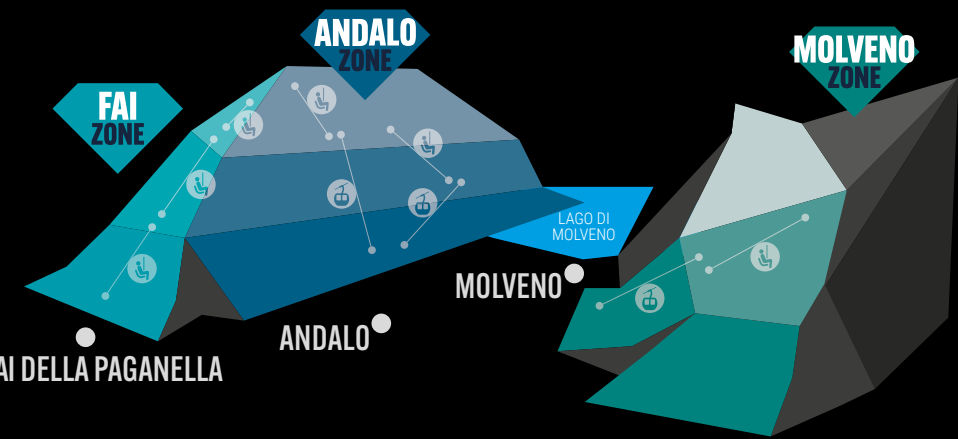 ANDALO
ZONE
MOLVENO
ZONE
FAI
ZONE
LAGO DI
MOLVENO
MOLVENO
ANDALO
AI DELLA PAGANELLA